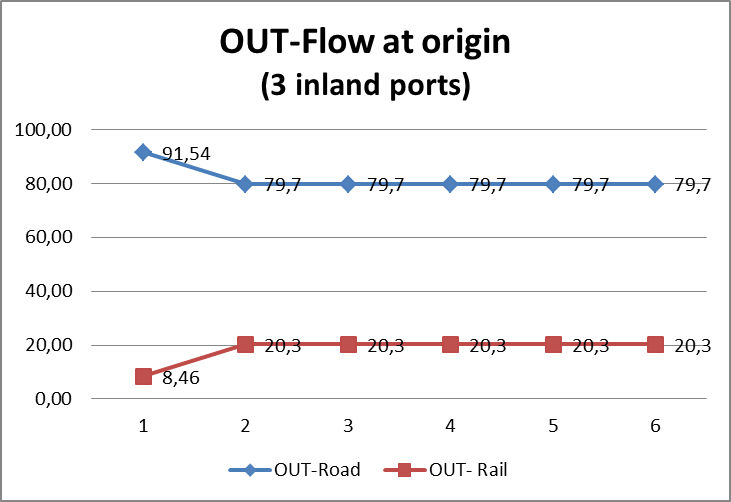 OUT-Flow at origin
(3 inland ports)
100,00
91,54
80,00
79,7 79,7 79,7 79,7 79,7
60,00
40,00
20,00
20,3 20,3 20,3 20,3 20,3
8,46
0,00
1 2 3 4 5 6
OUT-Road OUT- Rail